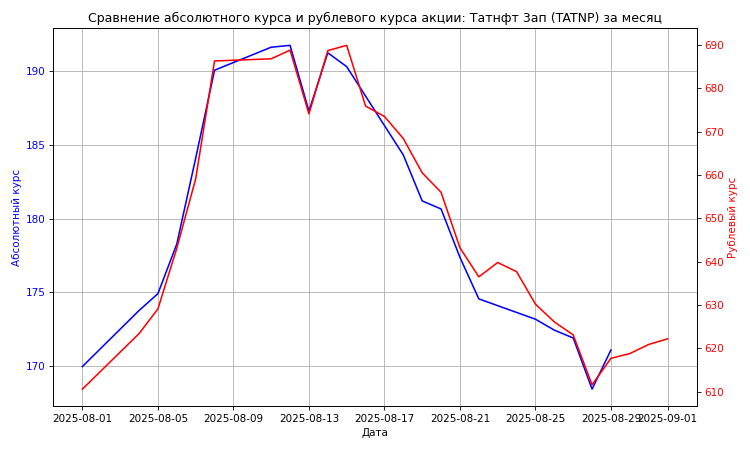 Сравнение абсолютного курса и рублевого курса акции: Татнфт 3ап (TATNP) за месяц
190
185
180
175
170
Абсолютный курс
690
680
670
660
650
640
630
620
610
Рублевый курс
2025-08-01 2025-08-05 2025-08-09 2025-08-13 2025-08-17 2025-08-21 2025-08-25 2025-08-29 2025-09-01
Дата